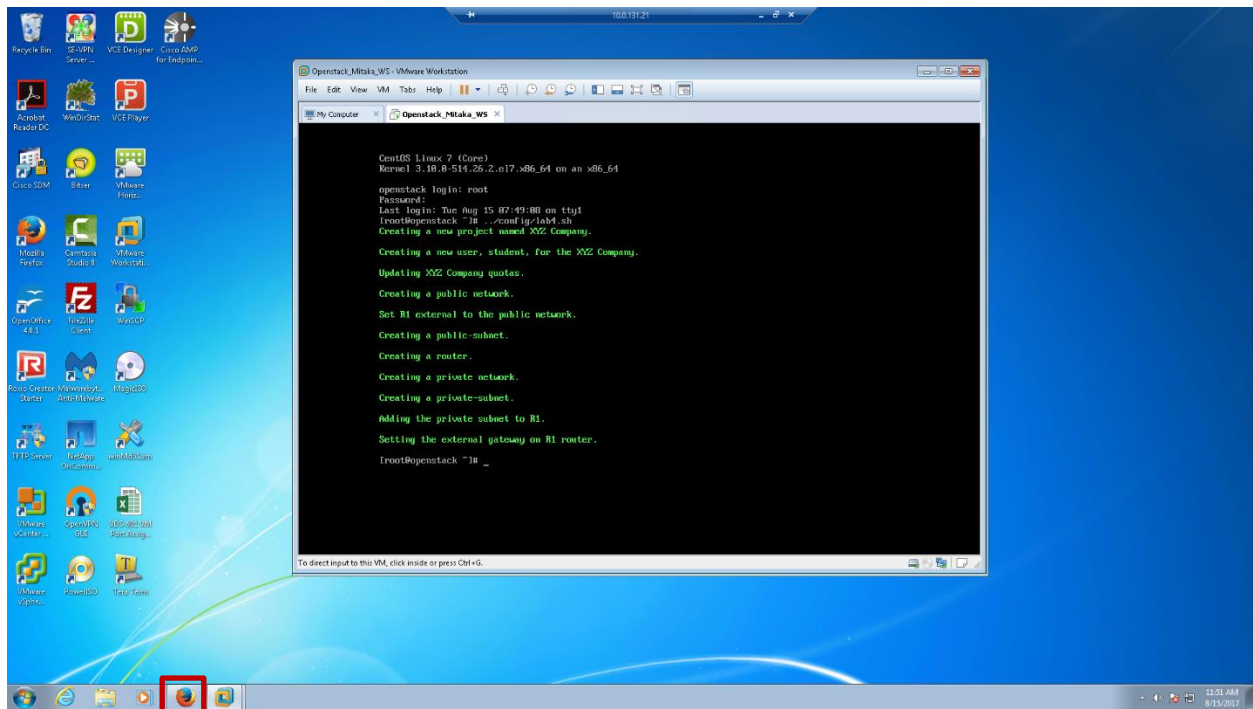 10.0.131.21
Recycle Bin
SE-VPN Server ...
VCE Designer
Cisco AMP for Endpoin...
Acrobat Reader DC
WinDirStat
VCE Player
Cisco SDM
Bitser
VMware Horiz...
Mozilla Firefox
Camtasia Studio 8
VMware Workstati...
OpenOffice 4.1.1
FileZilla Client
WinSCP
Roxio Creator Starter
Malwarebyt... Anti-Malware
MagicISO
TFTP Server
NetApp OnComm...
winMd5Sum
VMware vCenter ...
OpenVPN GUI
VMware vSphe...
PowerISO
Tera Term
Openstack_Mitaka_WS - VMware Workstation
File Edit View VM Tabs Help
My Computer
Openstack_Mitaka_WS
CentOS Linux 7 (Core)
Kernel 3.10.0-514.26.2.el7.x86_64 on an x86_64
openstack login: root
Password:
Last login: Tue Aug 15 07:49:08 on tty1
[root@openstack ~]# ../config/lab4.sh
Creating a new project named XYZ Company.
Creating a new user, student, for the XYZ Company.
Updating XYZ Company quotas.
Creating a public network.
Set R1 external to the public network.
Creating a public-subnet.
Creating a router.
Creating a private network.
Creating a private-subnet.
Adding the private subnet to R1.
Setting the external gateway on R1 router.
[root@openstack ~]# _
To direct input to this VM, click inside or press Ctrl+G.
11:51 AM
8/15/2017